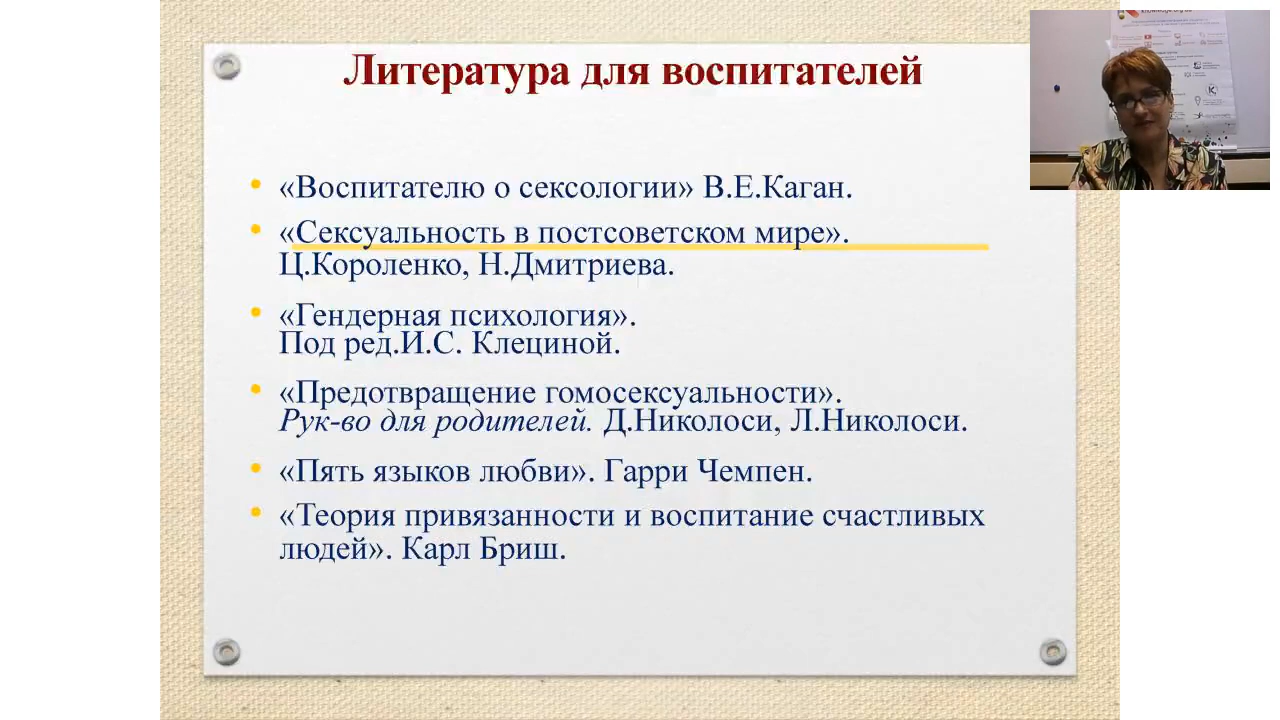 Литература для воспитателей
«Воспитателю о сексологии» В.Е.Каган.
«Сексуальность в постсоветском мире».
Ц.Короленко, Н.Дмитриева.
«Гендерная психология».
Под ред.И.С. Клециной.
«Предотвращение гомосексуальности».
Рук-во для родителей. Д.Николоси, Л.Николоси.
«Пять языков любви». Гарри Чемпен.
«Теория привязанности и воспитание счастливых
людей». Карл Бриш.